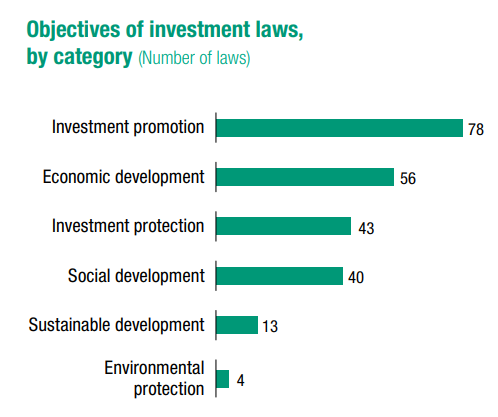 Objectives of investment laws,
by category (Number of laws)
Investment promotion 78
Economic development 56
Investment protection 43
Social development 40
Sustainable development 13
Environmental
protection 4